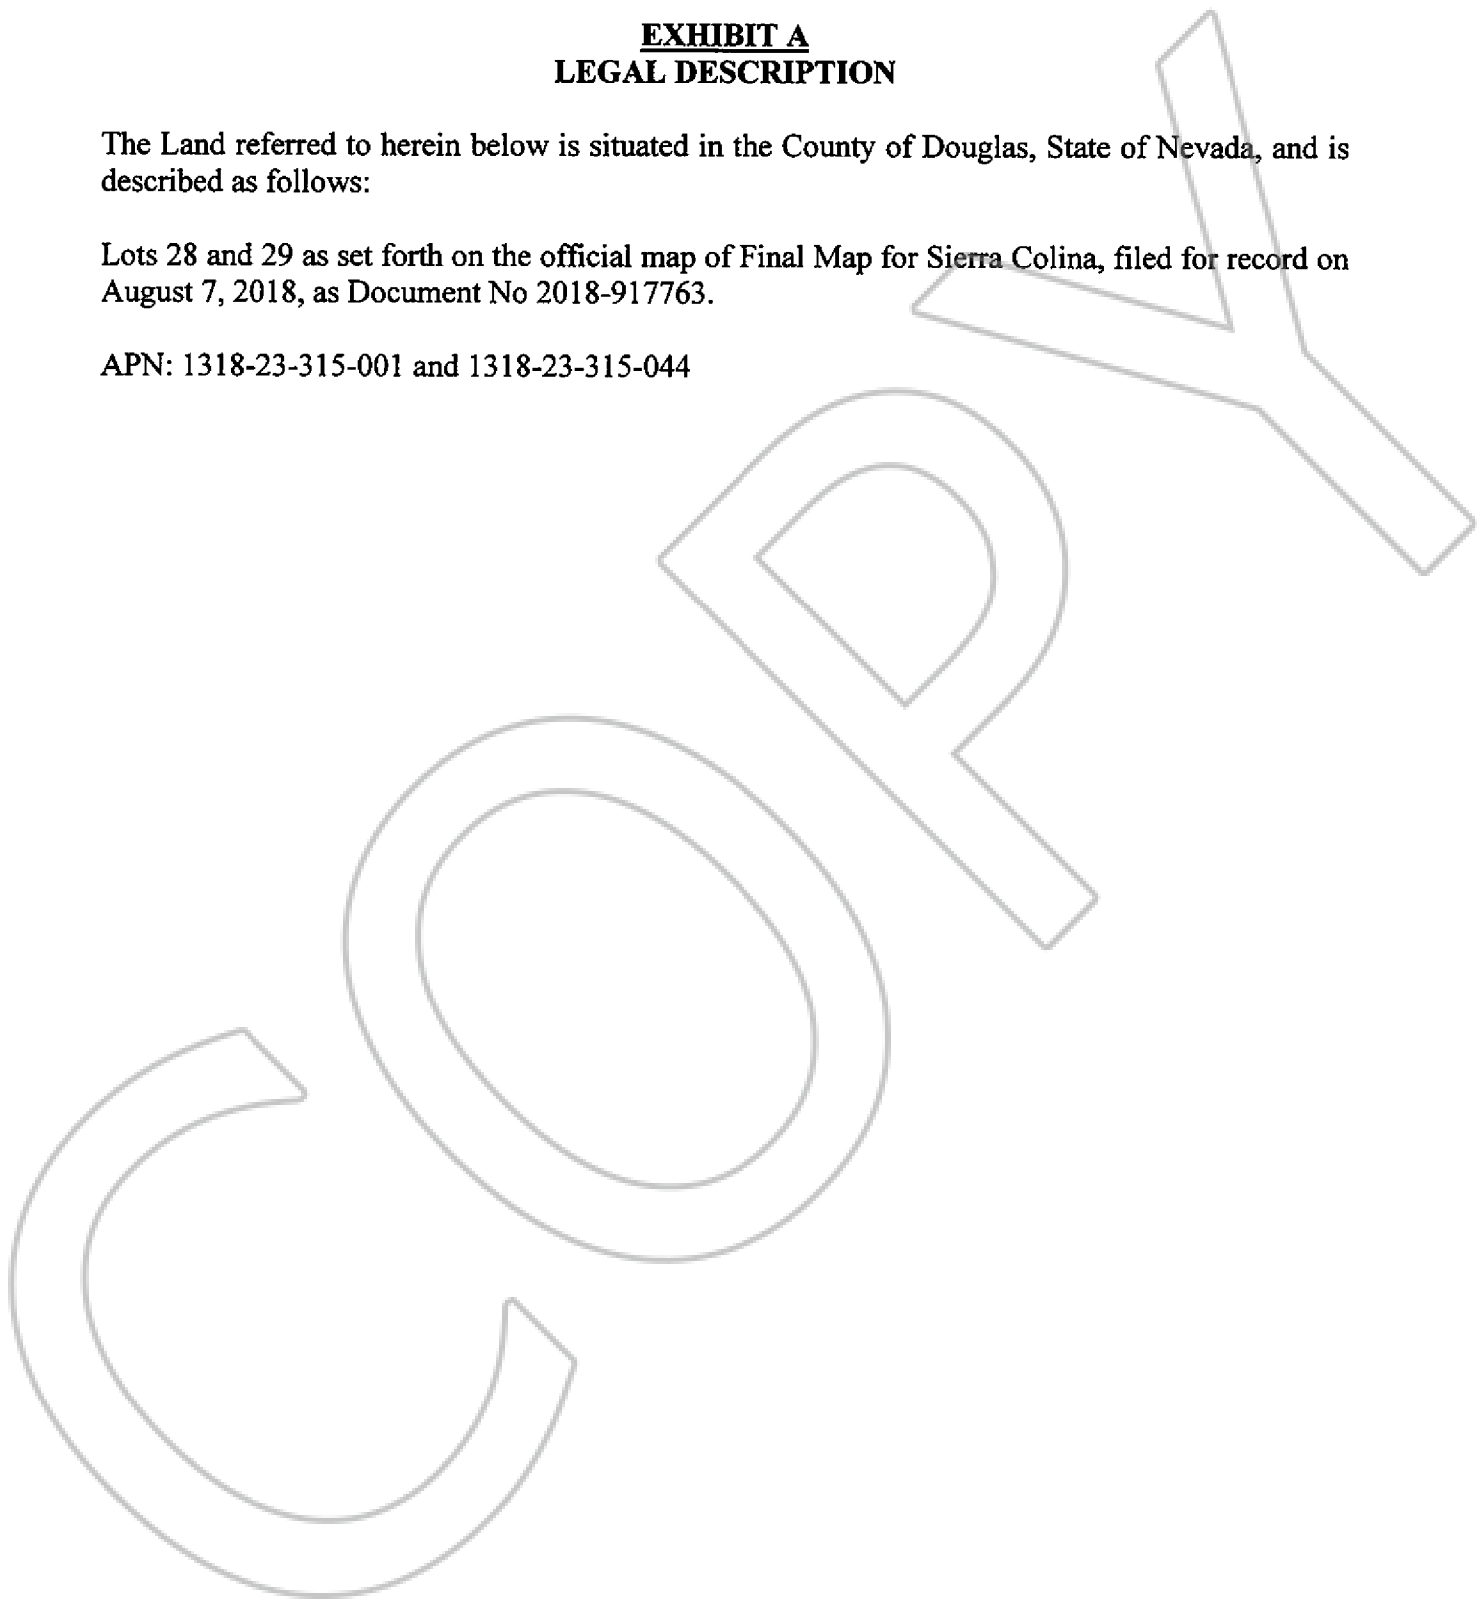 EXHIBIT A
LEGAL DESCRIPTION
The Land referred to herein below is situated in the County of Douglas, State of Nevada, and is
described as follows:
Lots 28 and 29 as set forth on the official map of Final Map for Sierra Colina, filed for record on
August 7, 2018, as Document No 2018-917763.
APN: 1318-23-315-001 and 1318-23-315-044
COPY